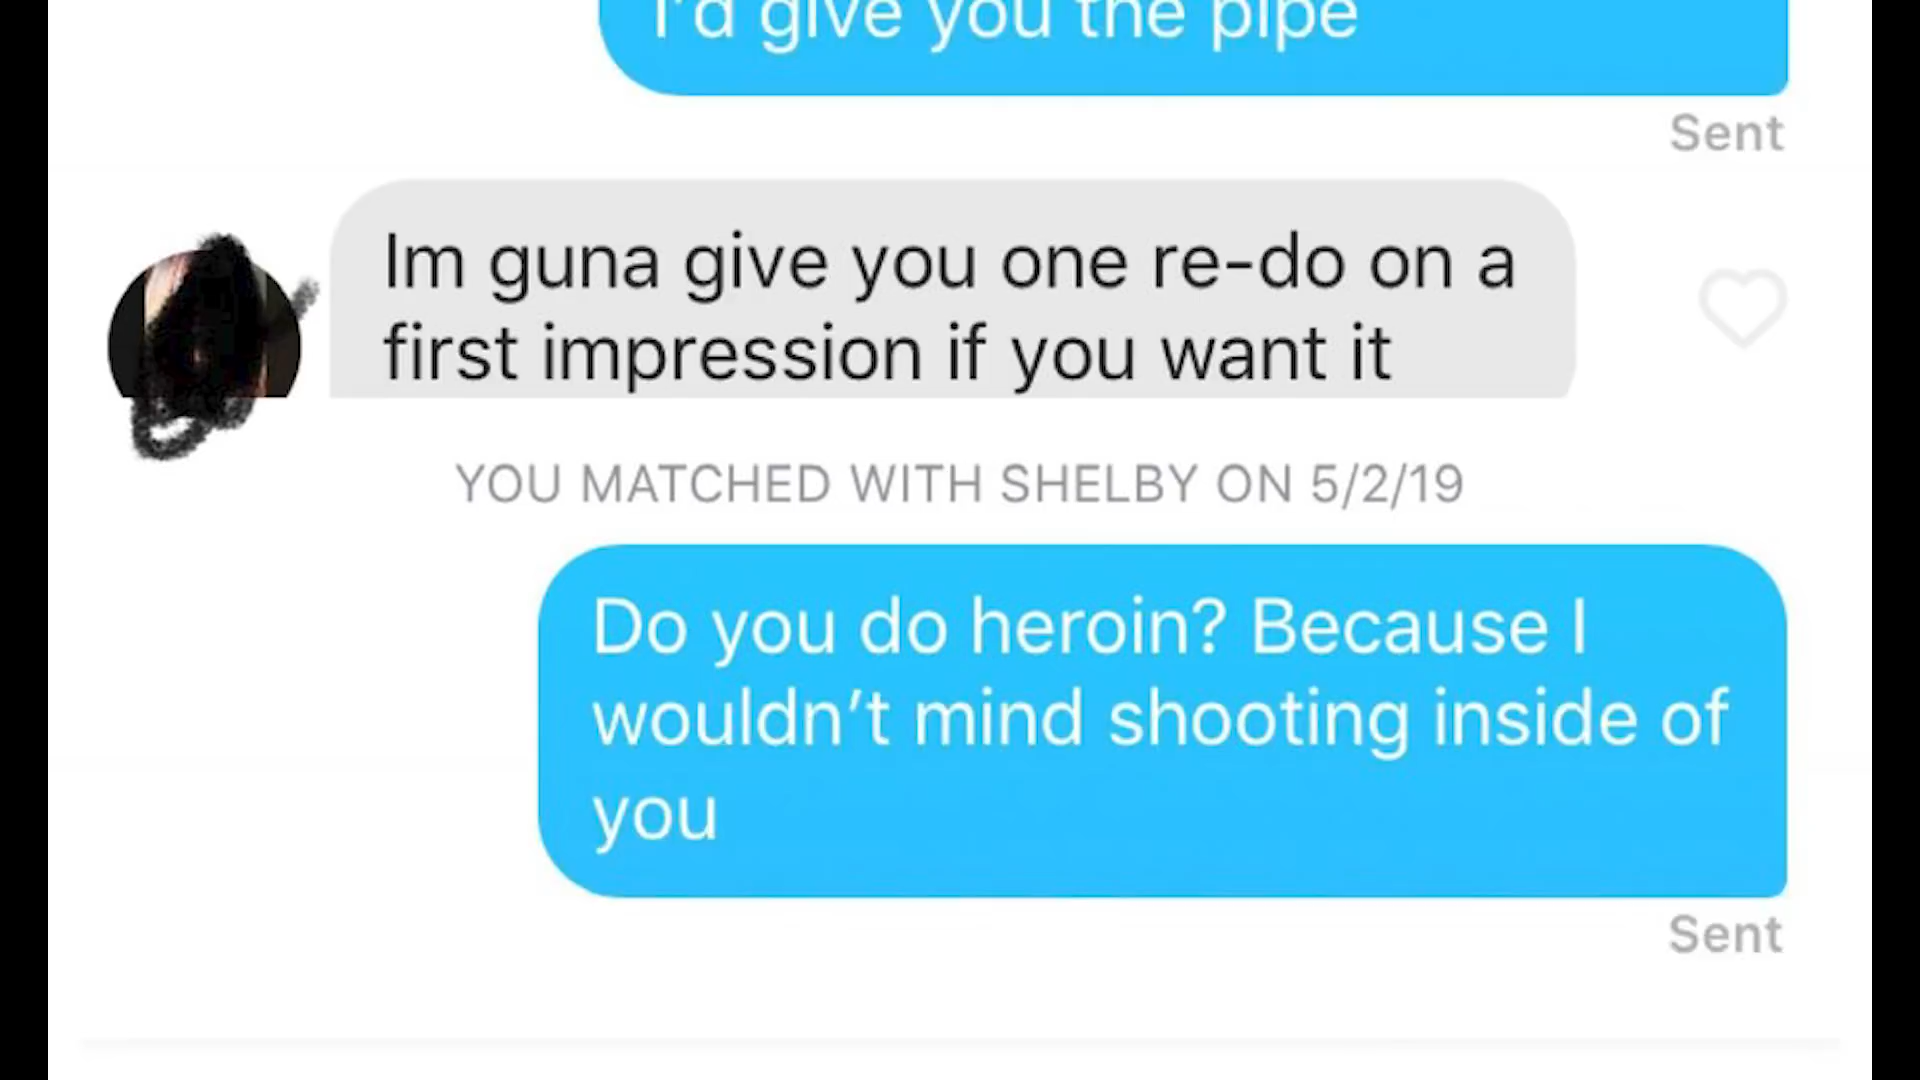 I'd give you the pipe
Sent
Im guna give you one re-do on a
first impression if you want it
YOU MATCHED WITH SHELBY ON 5/2/19
Do you do heroin? Because I
wouldn't mind shooting inside of
you
Sent